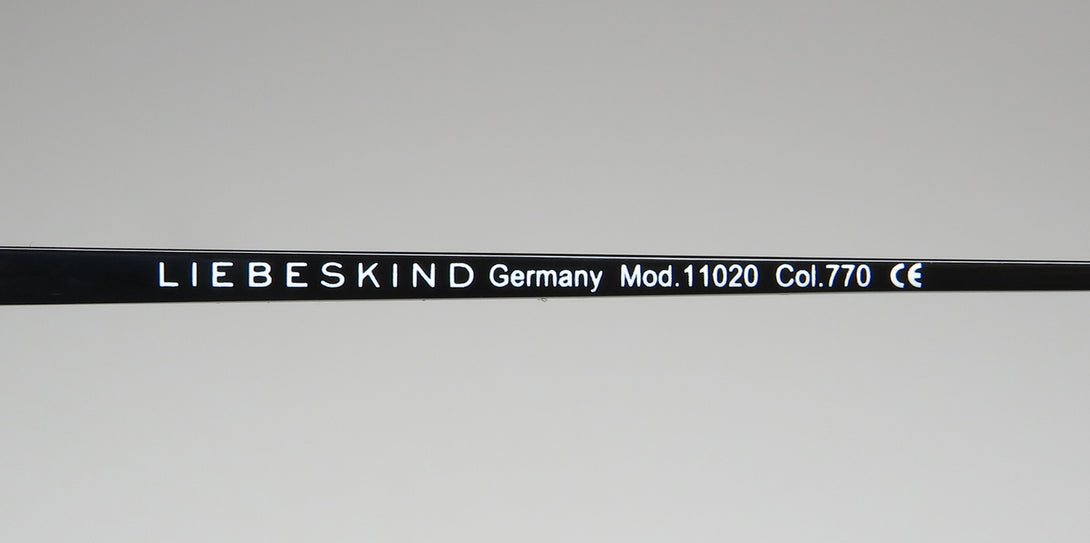 LIEBESKIND Germany Mod.11020 Col.770 CE